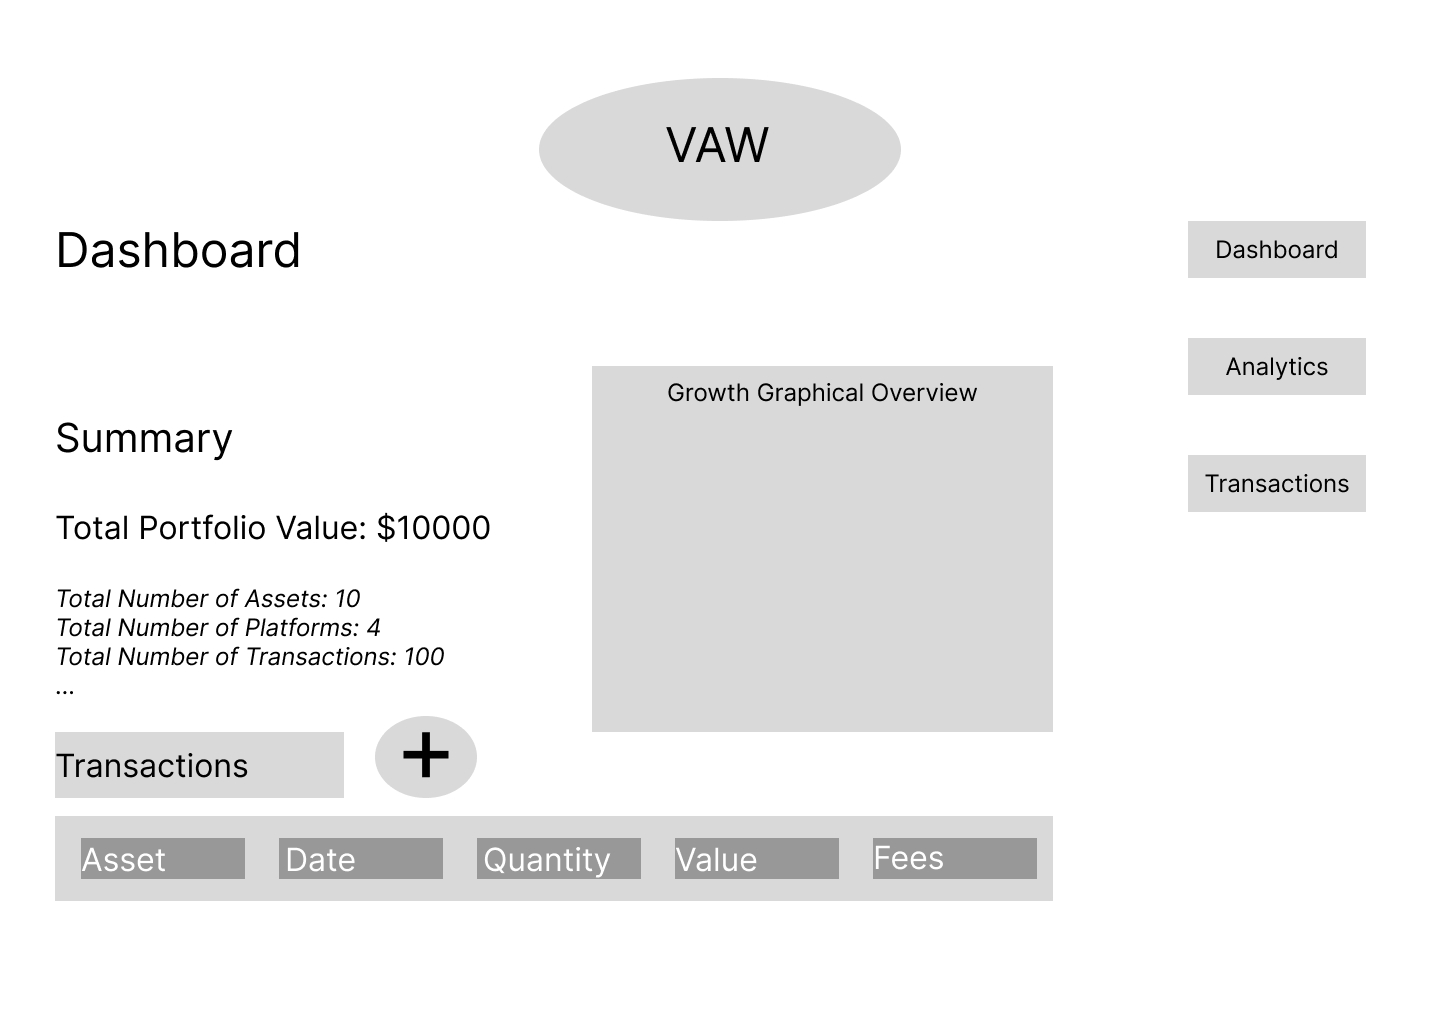 VAW
Dashboard
Dashboard
Analytics
Growth Graphical Overview
Summary
Transactions
Total Portfolio Value: $10000
Total Number of Assets: 10
Total Number of Platforms: 4
Total Number of Transactions: 100
...
Transactions
+
Asset Date Quantity Value Fees